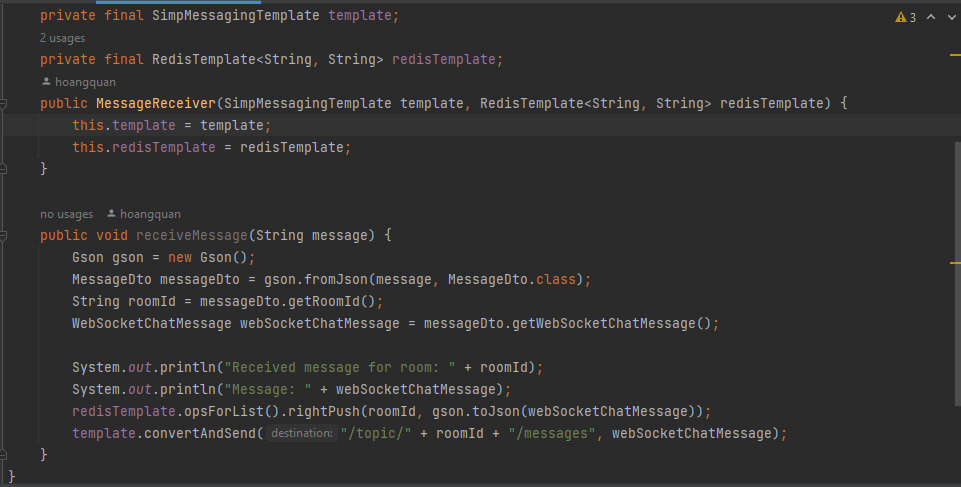 private final SimpMessagingTemplate template;
3
2 usages
private final RedisTemplate<String, String> redisTemplate;
hoangquan
public MessageReceiver(SimpMessagingTemplate template, RedisTemplate<String, String> redisTemplate) {
this.template = template;
this.redisTemplate = redisTemplate;
}
no usages hoangquan
public void receiveMessage(String message) {
Gson gson = new Gson();
MessageDto messageDto = gson.fromJson(message, MessageDto.class);
String roomId = messageDto.getRoomId();
WebSocketChatMessage webSocketChatMessage = messageDto.getWebSocketChatMessage();
System.out.println("Received message for room: " + roomId);
System.out.println("Message: " + webSocketChatMessage);
redisTemplate.opsForList().rightPush(roomId, gson.toJson(webSocketChatMessage));
template.convertAndSend( destination: "/topic/" + roomId + "/messages", webSocketChatMessage);
}
}